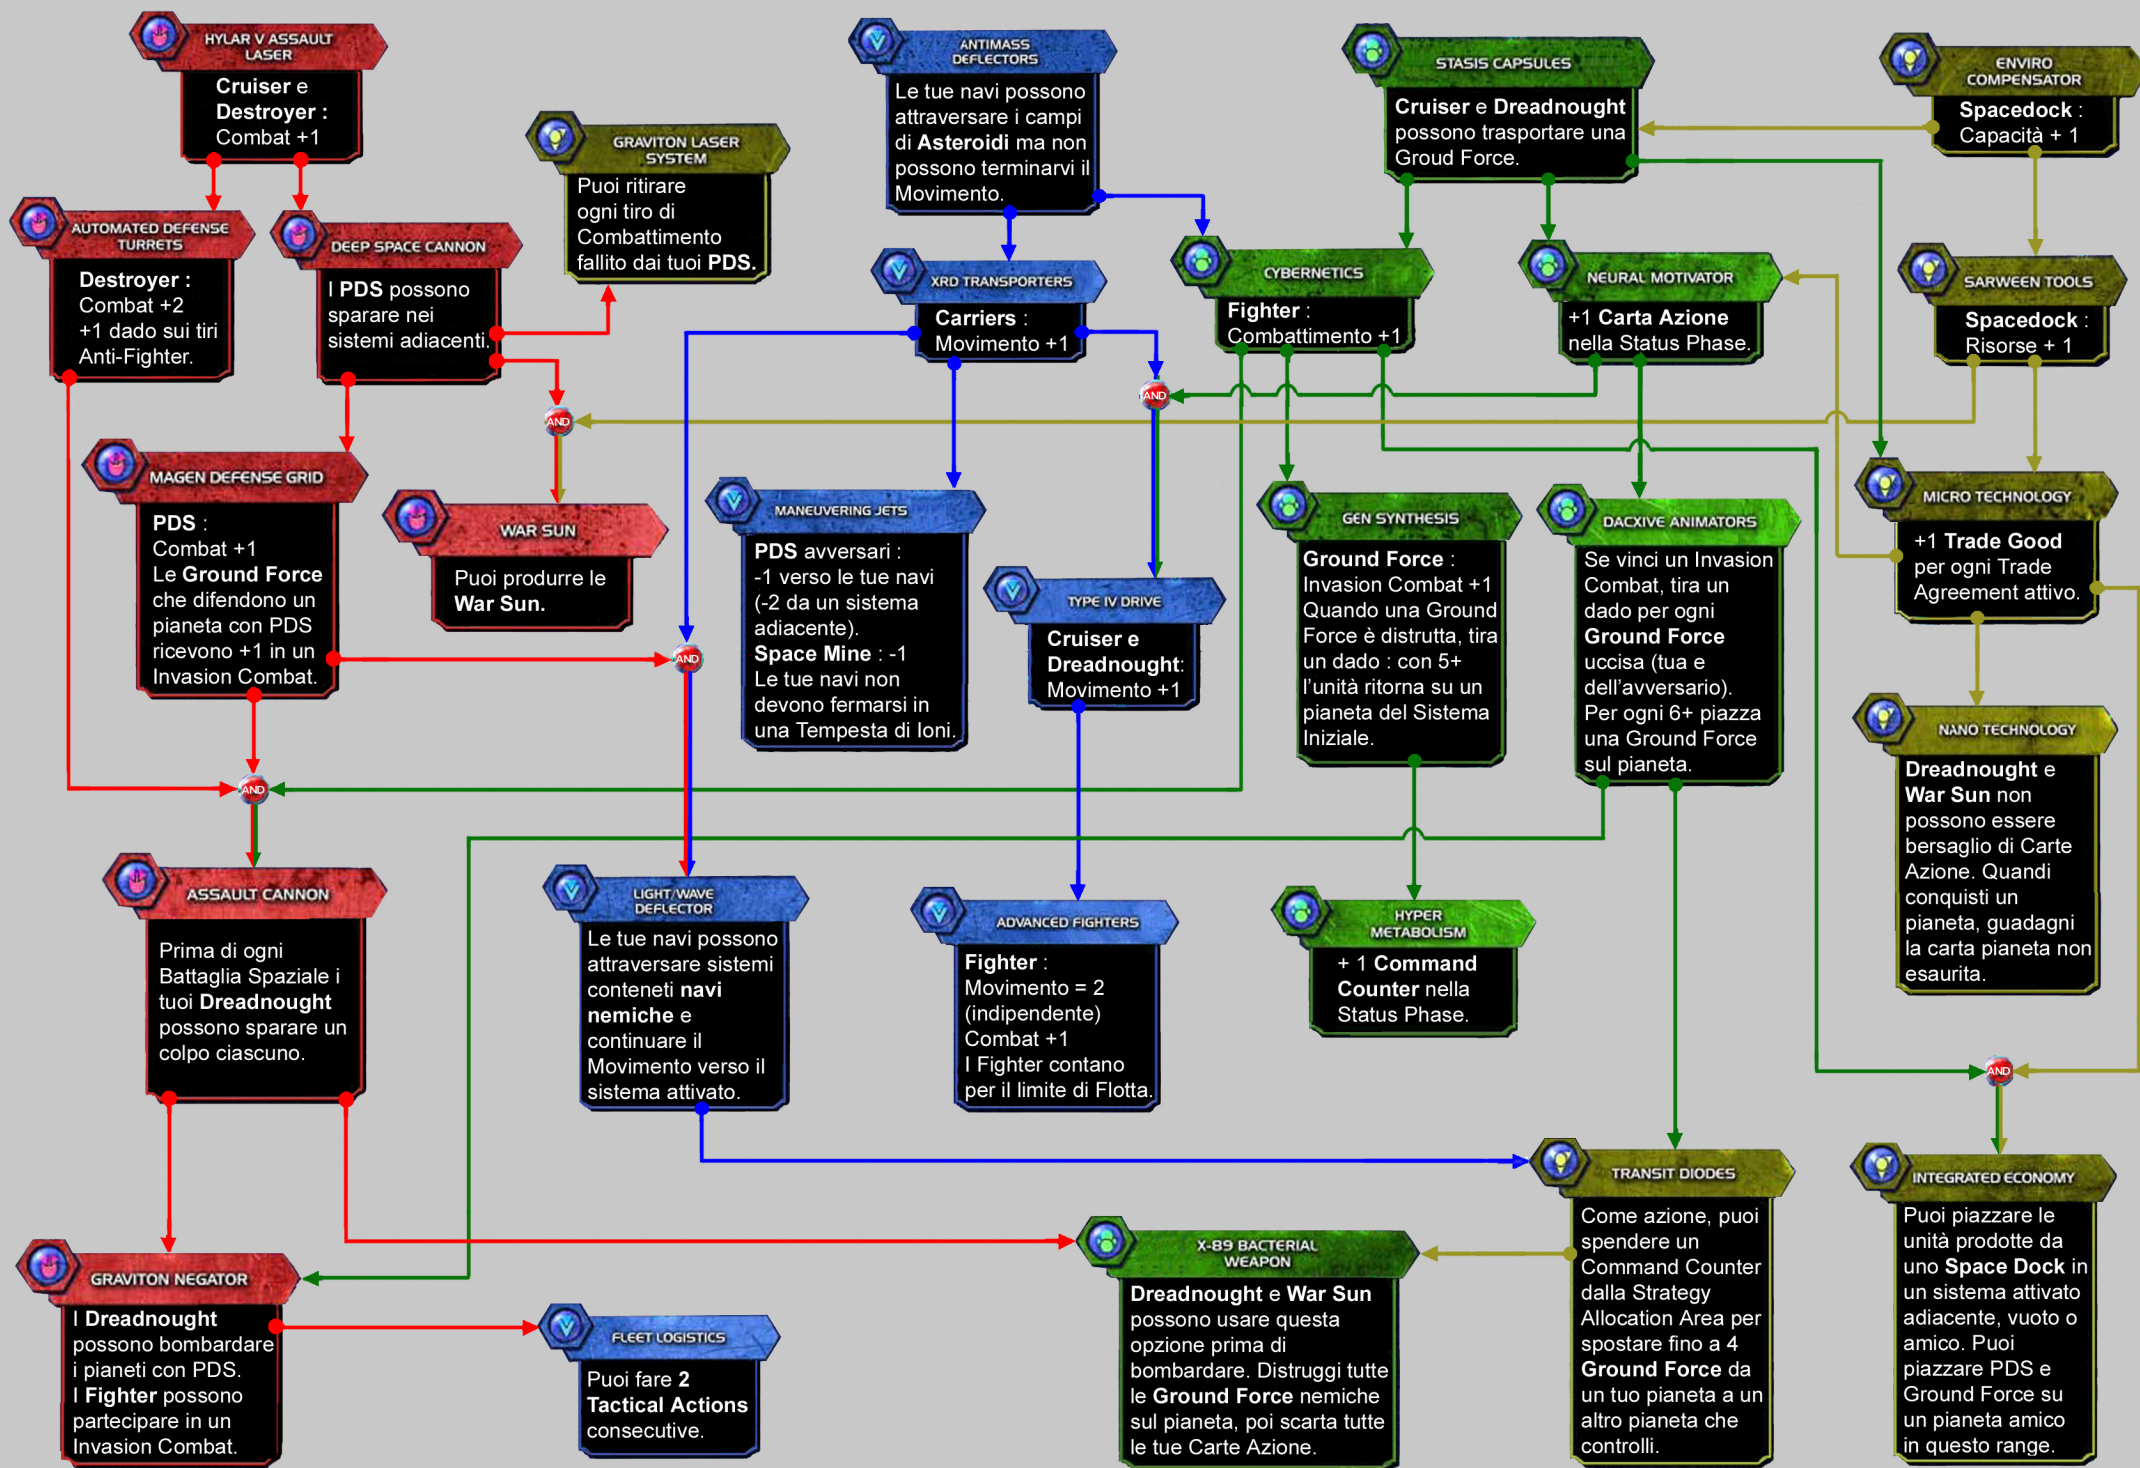 HYLAR V ASSAULT
LASER
Cruiser e
Destroyer :
Combat +1
AUTOMATED DEFENSE
TURRETS
Destroyer :
Combat +2
+1 dado sui tiri
Anti-Fighter.
DEEP SPACE CANNON
I PDS possono
sparare nei
sistemi adiacenti.
GRAVITON LASER
SYSTEM
Puoi ritirare
ogni tiro di
Combattimento
fallito dai tuoi PDS.
ANTIMASS
DEFLECTORS
Le tue navi possono
attraversare i campi
di Asteroidi ma non
possono terminarvi il
Movimento.
XRD TRANSPORTERS
Carriers :
Movimento +1
STASIS CAPSULES
Cruiser e Dreadnought
possono trasportare una
Groud Force.
CYBERNETICS
Fighter :
Combattimento +1
NEURAL MOTIVATOR
+1 Carta Azione
nella Status Phase.
ENVIRO
COMPENSATOR
Spacedock :
Capacità + 1
SARWEEN TOOLS
Spacedock :
Risorse + 1
AND
AND
MAGEN DEFENSE GRID
PDS :
Combat +1
Le Ground Force
che difendono un
pianeta con PDS
ricevono +1 in un
Invasion Combat.
WAR SUN
Puoi produrre le
War Sun.
MANEUVERING JETS
PDS avversari :
-1 verso le tue navi
(-2 da un sistema
adiacente).
Space Mine : -1
Le tue navi non
devono fermarsi in
una Tempesta di Ioni.
TYPE IV DRIVE
Cruiser e
Dreadnought:
Movimento +1
GEN SYNTHESIS
Ground Force :
Invasion Combat +1
Quando una Ground
Force è distrutta, tira
un dado : con 5+
l'unità ritorna su un
pianeta del Sistema
Iniziale.
DACXIVE ANIMATORS
Se vinci un Invasion
Combat, tira un
dado per ogni
Ground Force
uccisa (tua e
dell'avversario).
Per ogni 6+ piazza
una Ground Force
sul pianeta.
MICRO TECHNOLOGY
+1 Trade Good
per ogni Trade
Agreement attivo.
NANO TECHNOLOGY
Dreadnought e
War Sun non
possono essere
bersaglio di Carte
Azione. Quandi
conquisti un
pianeta, guadagni
la carta pianeta non
esaurita.
AND
AND
ASSAULT CANNON
Prima di ogni
Battaglia Spaziale i
tuoi Dreadnought
possono sparare un
colpo ciascuno.
LIGHT/WAVE
DEFLECTOR
Le tue navi possono
attraversare sistemi
conteneti navi
nemiche e
continuare il
Movimento verso il
sistema attivato.
ADVANCED FIGHTERS
Fighter :
Movimento = 2
(indipendente)
Combat +1
I Fighter contano
per il limite di Flotta.
HYPER
METABOLISM
+ 1 Command
Counter nella
Status Phase.
AND
GRAVITON NEGATOR
I Dreadnought
possono bombardare
i pianeti con PDS.
I Fighter possono
partecipare in un
Invasion Combat.
FLEET LOGISTICS
Puoi fare 2
Tactical Actions
consecutive.
X-89 BACTERIAL
WEAPON
Dreadnought e War Sun
possono usare questa
opzione prima di
bombardare. Distruggi tutte
le Ground Force nemiche
sul pianeta, poi scarta tutte
le tue Carte Azione.
TRANSIT DIODES
Come azione, puoi
spendere un
Command Counter
dalla Strategy
Allocation Area per
spostare fino a 4
Ground Force da
un tuo pianeta a un
altro pianeta che
controlli.
INTEGRATED ECONOMY
Puoi piazzare le
unità prodotte da
uno Space Dock in
un sistema attivato
adiacente, vuoto o
amico. Puoi
piazzare PDS e
Ground Force su
un pianeta amico
in questo range.